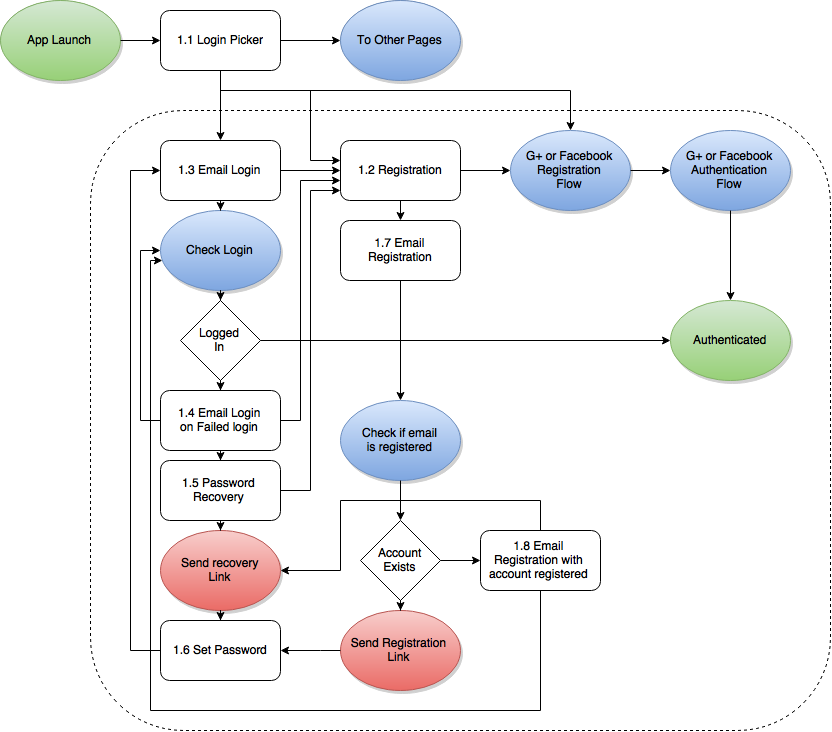 App Launch
1.1 Login Picker
To Other Pages
1.3 Email Login
1.2 Registration
G+ or Facebook
Registration
Flow
G+ or Facebook
Authentication
Flow
Check Login
1.7 Email
Registration
Logged
In
Authenticated
1.4 Email Login
on Failed login
Check if email
is registered
1.5 Password
Recovery
Send recovery
Link
Account
Exists
1.8 Email
Registration with
account registered
1.6 Set Password
Send Registration
Link